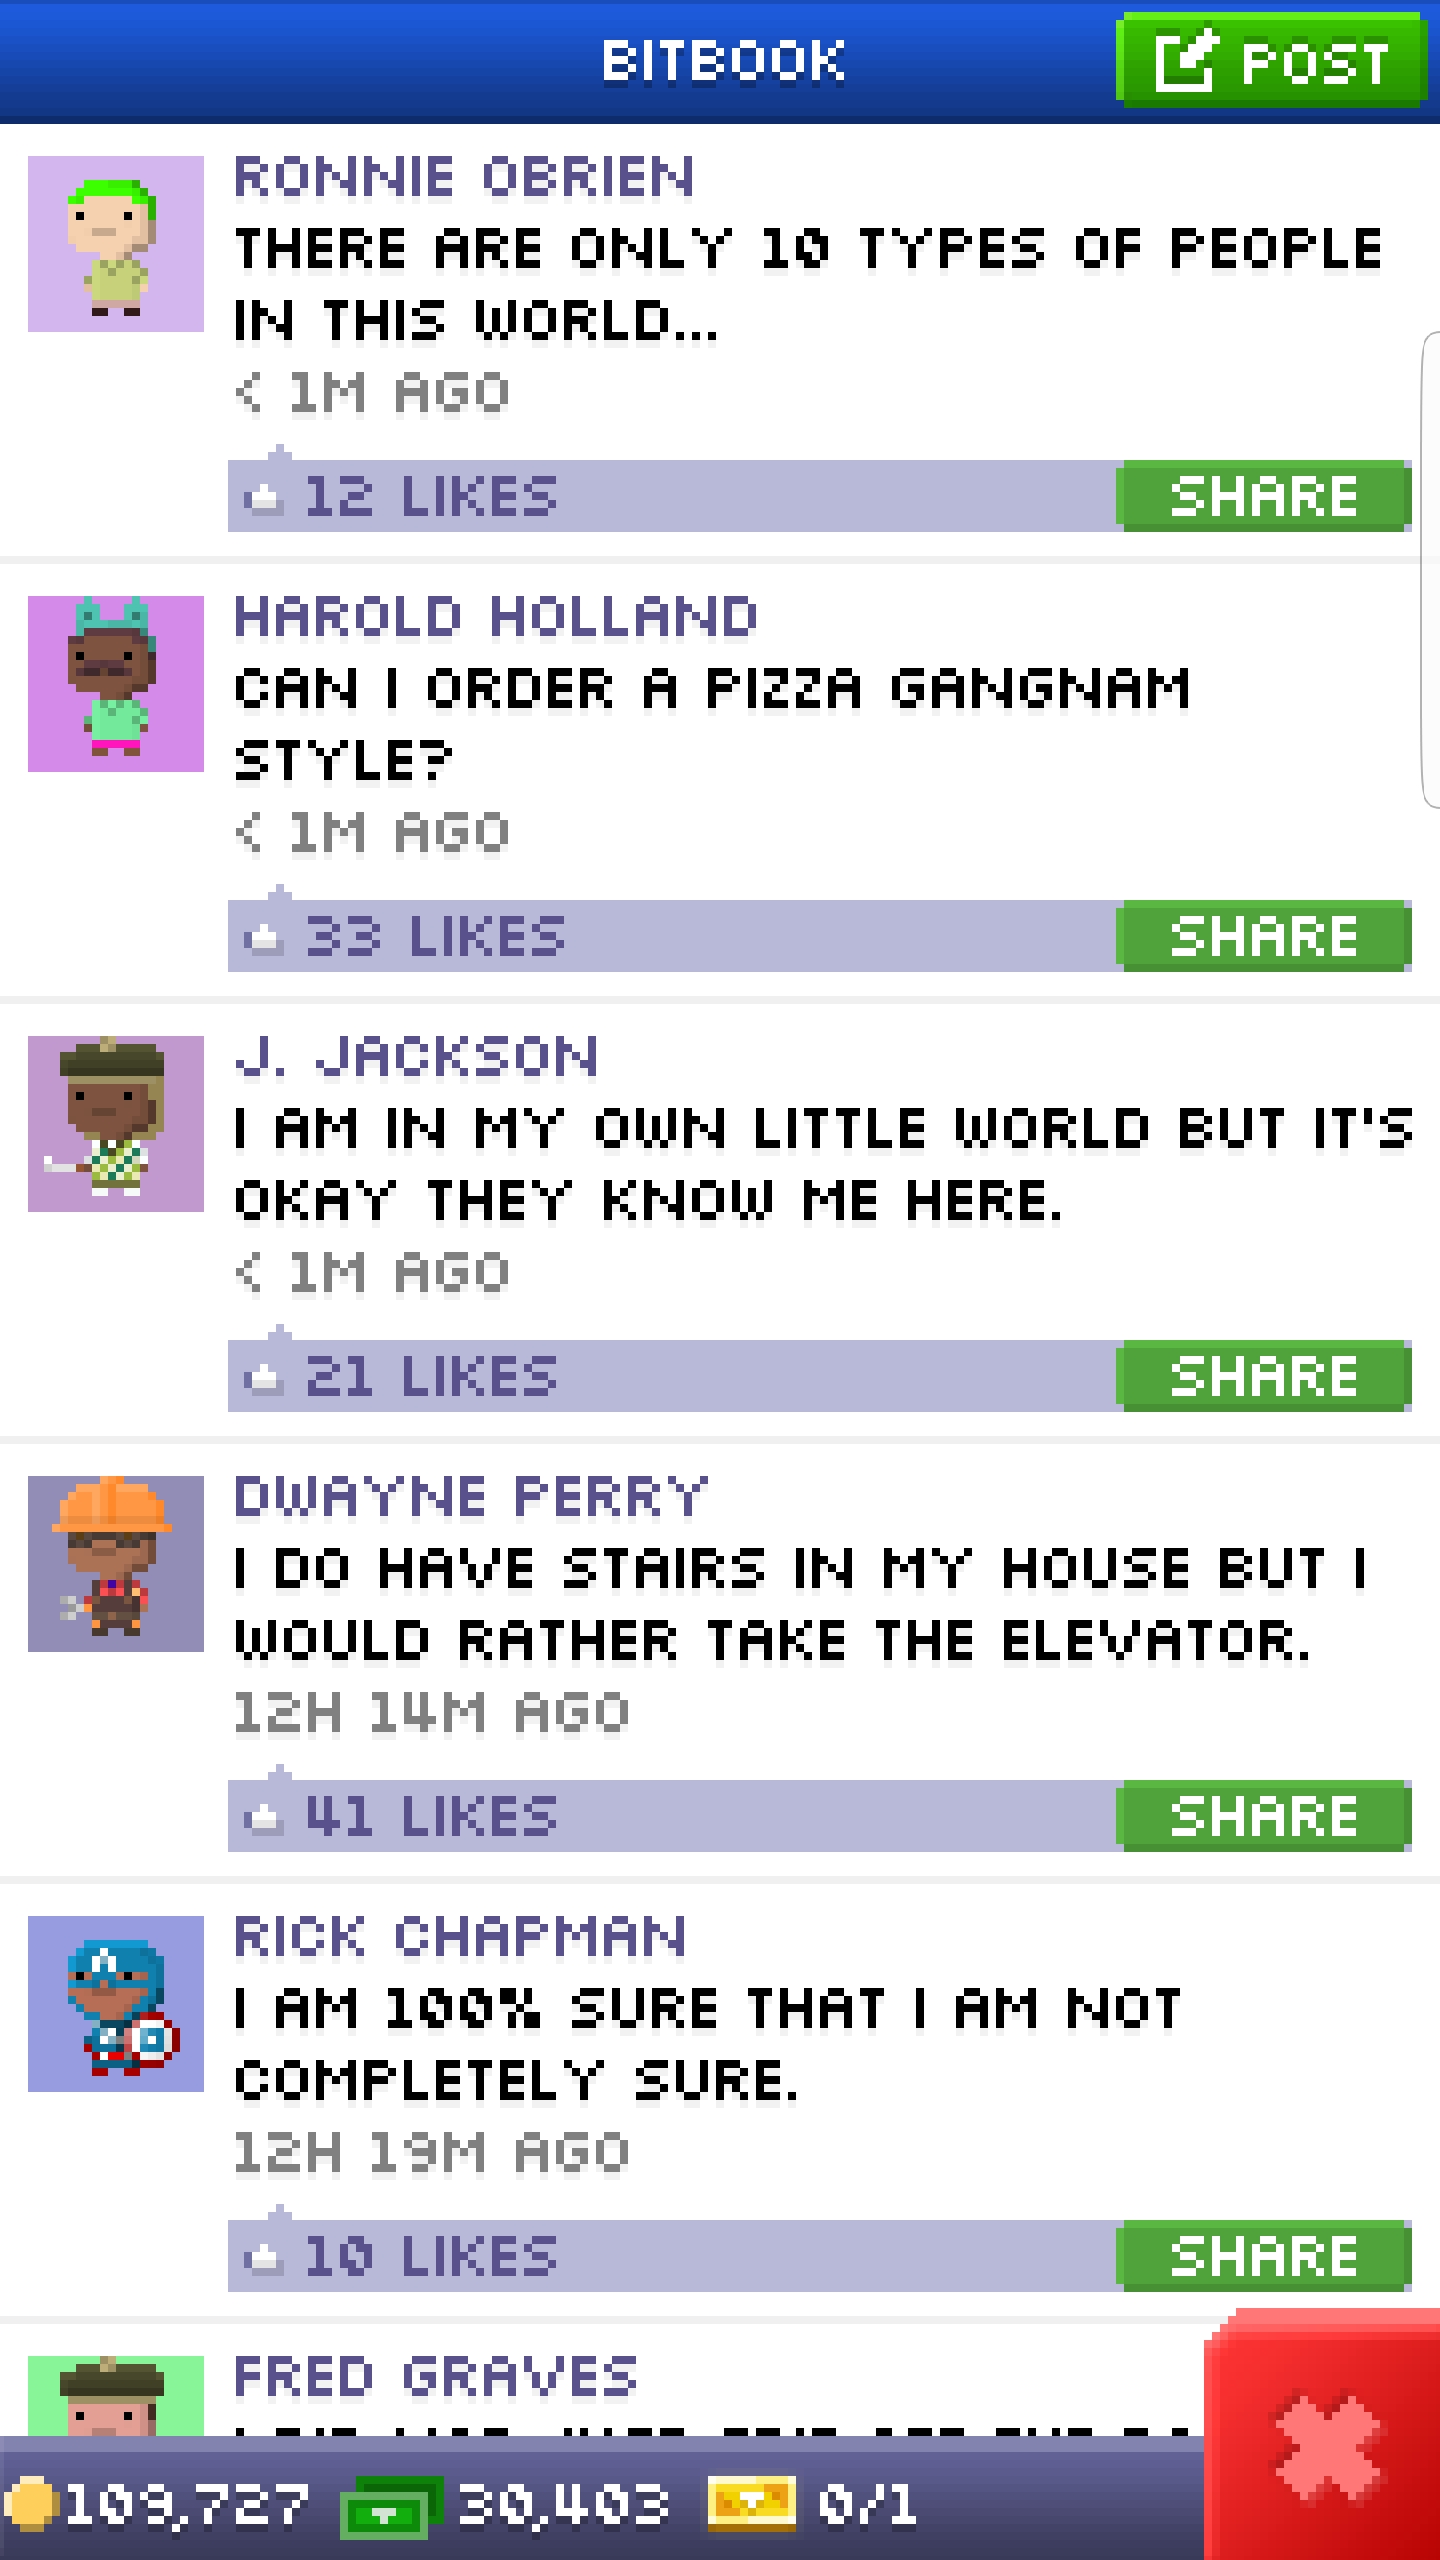 BITBOOK
POST
RONNIE OBRIEN
THERE ARE ONLY 10 TYPES OF PEOPLE
IN THIS WORLD...
< 1M AGO
12 LIKES
SHARE
HAROLD HOLLAND
CAN I ORDER A PIZZA GANGNAM
STYLE?
< 1M AGO
33 LIKES
SHARE
J. JACKSON
I AM IN MY OWN LITTLE WORLD BUT IT'S
OKAY THEY KNOW ME HERE.
< 1M AGO
21 LIKES
SHARE
DWAYNE PERRY
I DO HAVE STAIRS IN MY HOUSE BUT I
WOULD RATHER TAKE THE ELEVATOR.
12H 14M AGO
41 LIKES
SHARE
RICK CHAPMAN
I AM 100% SURE THAT I AM NOT
COMPLETELY SURE.
12H 19M AGO
10 LIKES
SHARE
FRED GRAVES
109,727
30,403
0/1